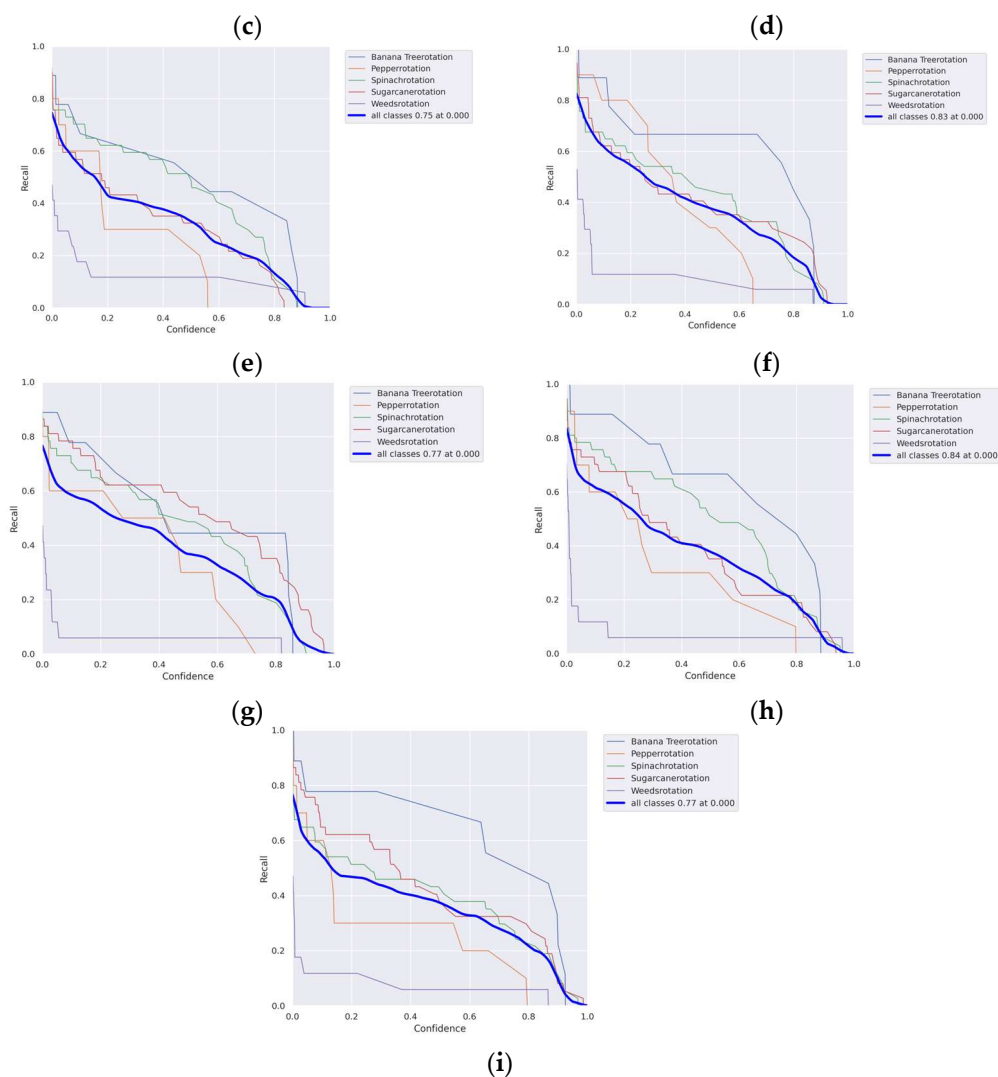 (c) (d)
1.0
0.8
0.6
0.4
0.2
0.0
Recall
0.0 0.2 0.4 0.6 0.8 1.0
Confidence
Banana Treerotation
Pepperrotation
Spinachrotation
Sugarcanerotation
Weedsrotation
all classes 0.75 at 0.000
1.0
0.8
0.6
0.4
0.2
0.0
Recall
0.0 0.2 0.4 0.6 0.8 1.0
Confidence
Banana Treerotation
Pepperrotation
Spinachrotation
Sugarcanerotation
Weedsrotation
all classes 0.83 at 0.000
(e) (f)
1.0
0.8
0.6
0.4
0.2
0.0
Recall
0.0 0.2 0.4 0.6 0.8 1.0
Confidence
Banana Treerotation
Pepperrotation
Spinachrotation
Sugarcanerotation
Weedsrotation
all classes 0.77 at 0.000
1.0
0.8
0.6
0.4
0.2
0.0
Recall
0.0 0.2 0.4 0.6 0.8 1.0
Confidence
Banana Treerotation
Pepperrotation
Spinachrotation
Sugarcanerotation
Weedsrotation
all classes 0.84 at 0.000
(g) (h)
1.0
0.8
0.6
0.4
0.2
0.0
Recall
0.0 0.2 0.4 0.6 0.8 1.0
Confidence
Banana Treerotation
Pepperrotation
Spinachrotation
Sugarcanerotation
Weedsrotation
all classes 0.77 at 0.000
(i)